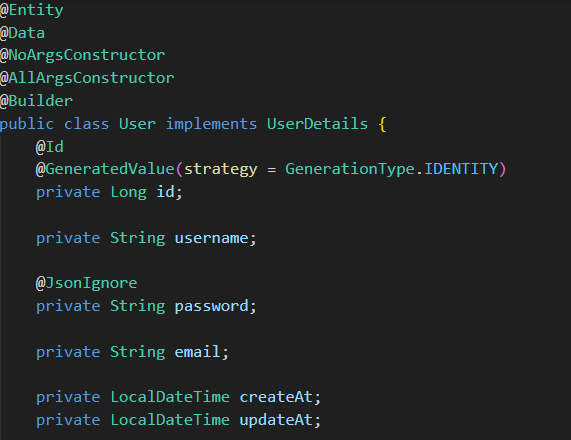 @Entity
@Data
@NoArgsConstructor
@AllArgsConstructor
@Builder
public class User implements UserDetails {
    @Id
    @GeneratedValue(strategy = GenerationType.IDENTITY)
    private Long id;

    private String username;

    @JsonIgnore
    private String password;

    private String email;

    private LocalDateTime createAt;
    private LocalDateTime updateAt;